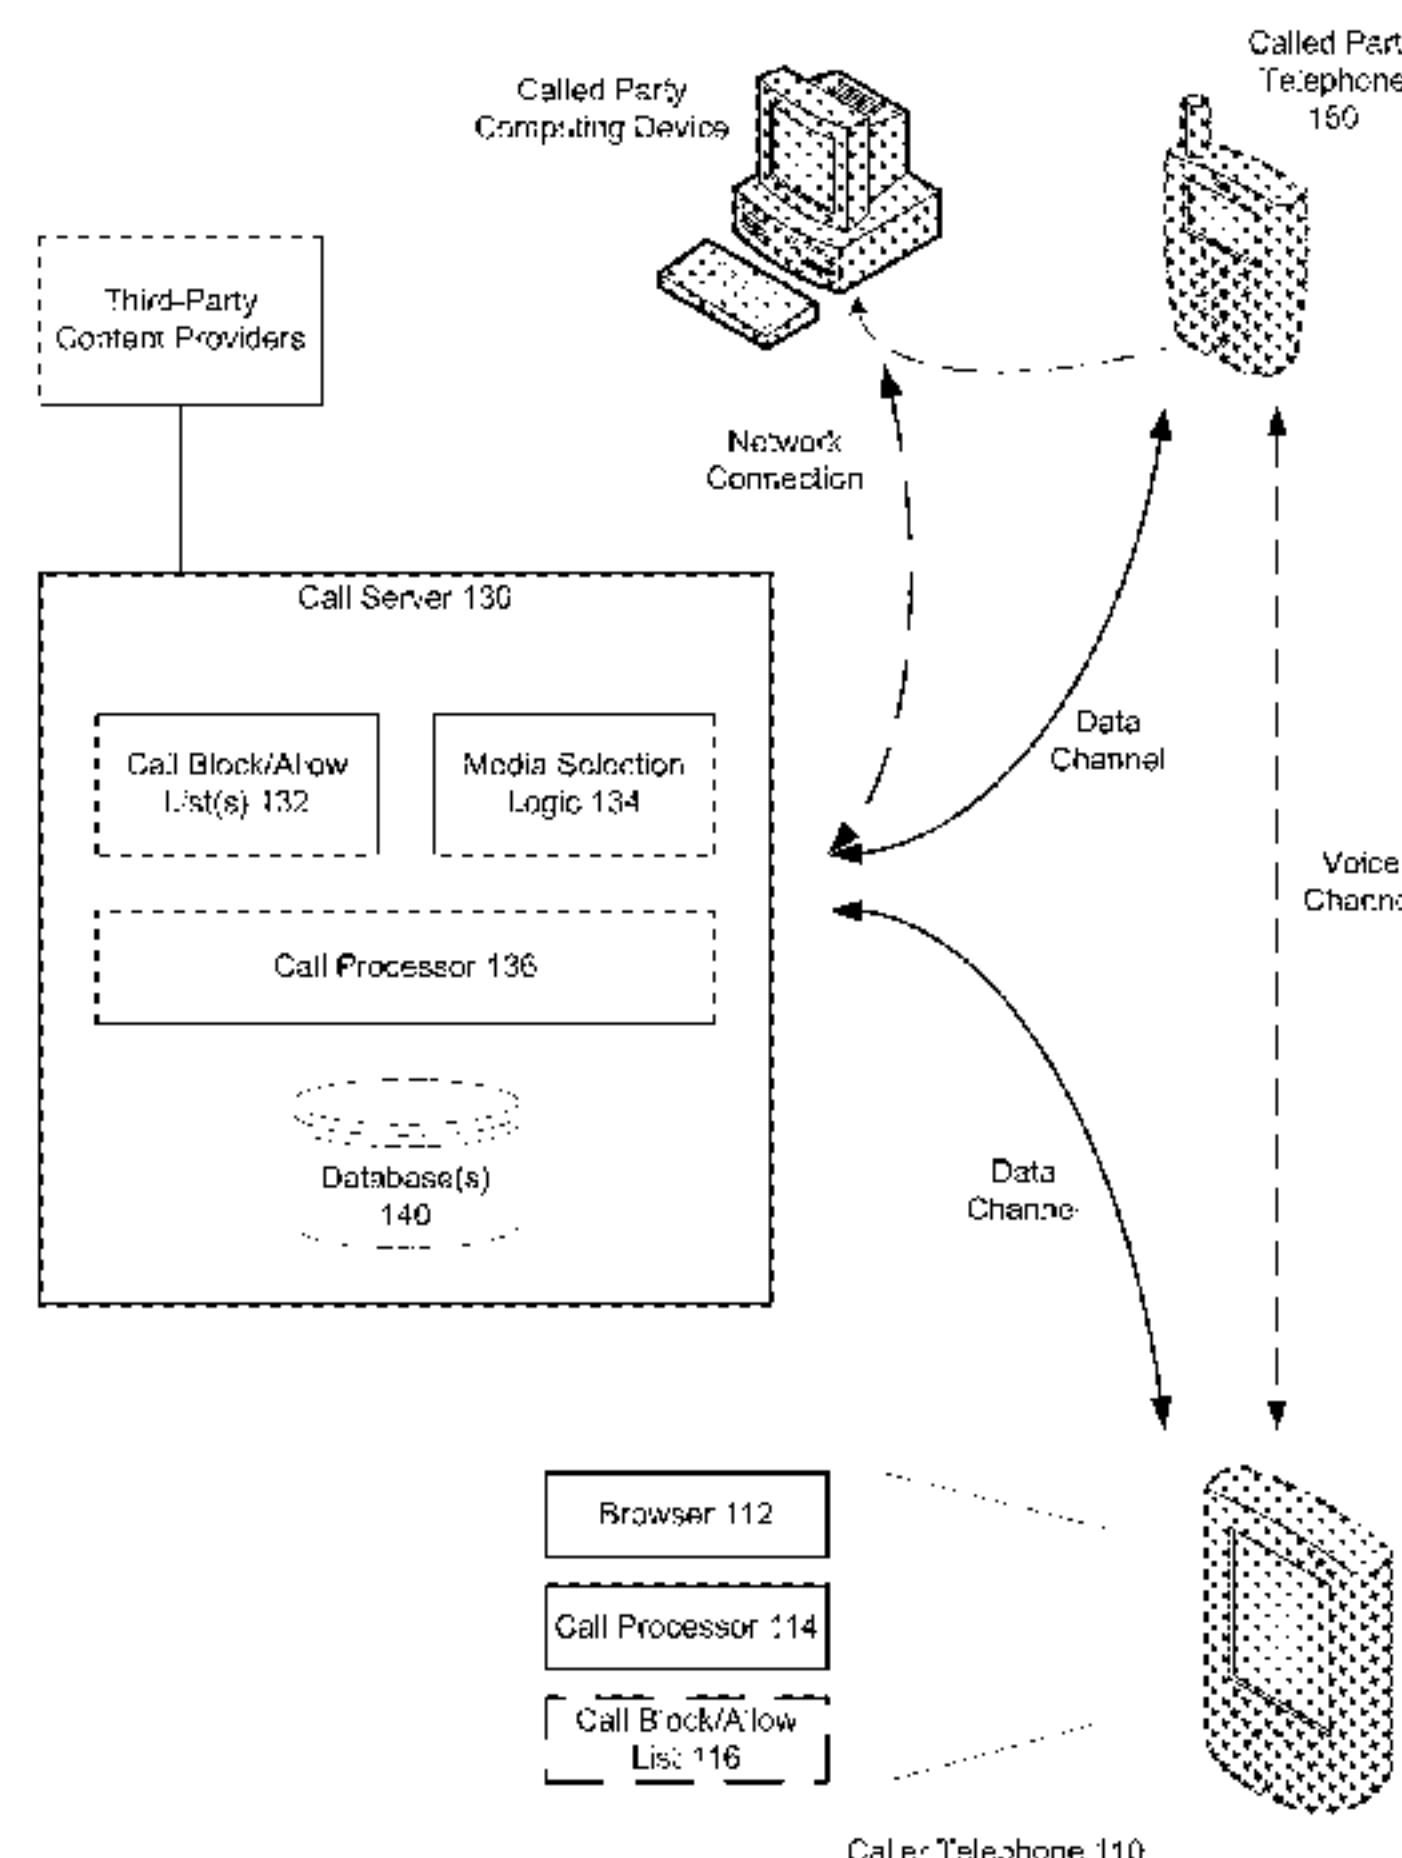 Called Part
Telephone
Called Party
Computing Device
Third-Party
Content Providers
Network
Connection
Call Server 130
Call Block/Allow
List(s) 132
Media Selection
Logic 134
Data
Channel
Voice
Channe
Call Processor 136
Database(s)
140
Data
Channel
Browser 112
Call Processor 114
Call Block/Allow
List 116
Caller Telephone 110